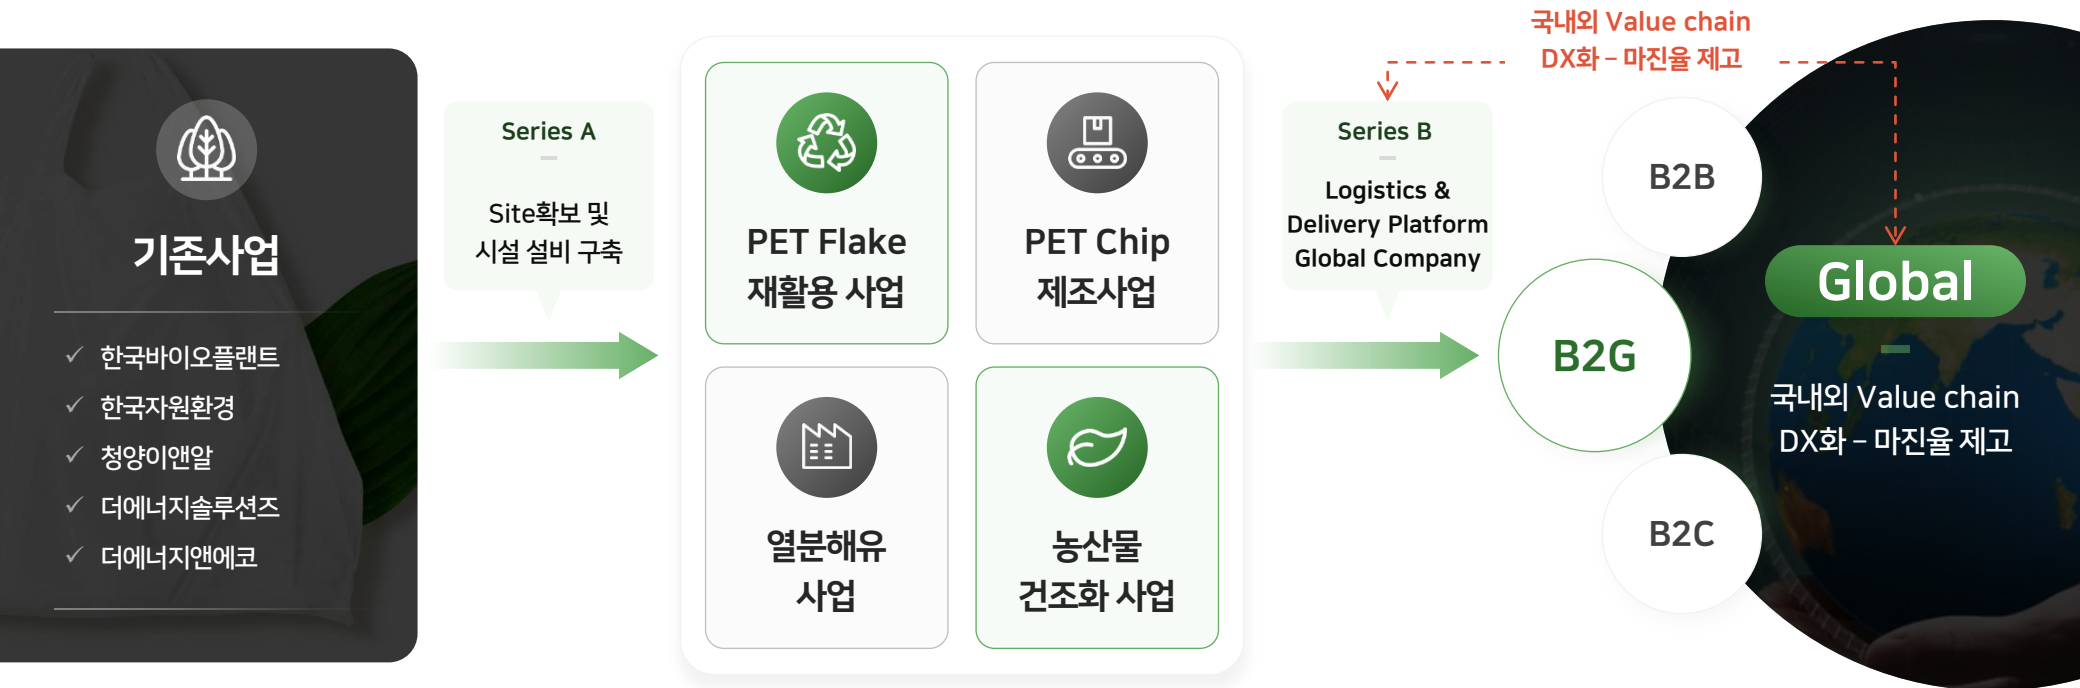 기존사업
한국바이오플랜트
한국자원환경
청양이앤알
더에너지솔루션즈
더에너지앤에코
Series A
Site확보 및
시설 설비 구축
PET Flake
재활용 사업
PET Chip
제조사업
열분해유
사업
농산물
건조화 사업
국내외 Value chain
DX화 – 마진율 제고
Series B
Logistics &
Delivery Platform
Global Company
B2B
B2G
B2C
Global
국내외 Value chain
DX화 – 마진율 제고